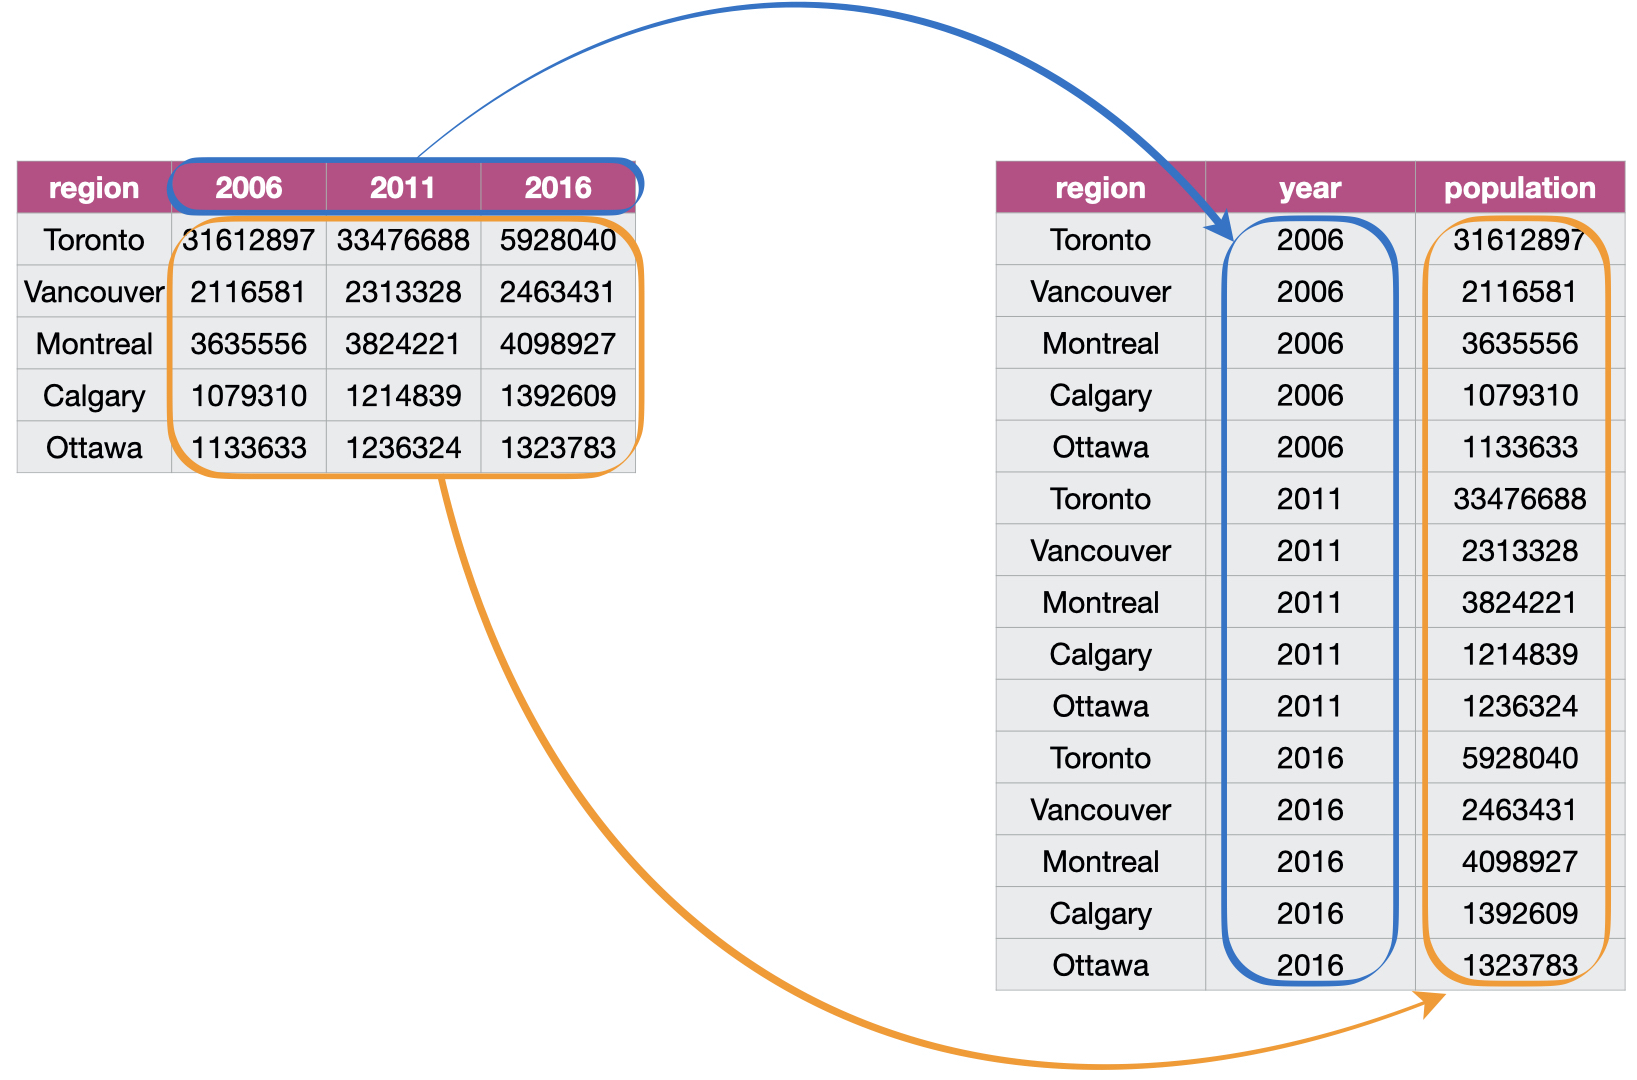 region 2006 2011 2016
Toronto 31612897 33476688 5928040
Vancouver 2116581 2313328 2463431
Montreal 3635556 3824221 4098927
Calgary 1079310 1214839 1392609
Ottawa 1133633 1236324 1323783
region year population
Toronto 2006 31612897
Vancouver 2006 2116581
Montreal 2006 3635556
Calgary 2006 1079310
Ottawa 2006 1133633
Toronto 2011 33476688
Vancouver 2011 2313328
Montreal 2011 3824221
Calgary 2011 1214839
Ottawa 2011 1236324
Toronto 2016 5928040
Vancouver 2016 2463431
Montreal 2016 4098927
Calgary 2016 1392609
Ottawa 2016 1323783